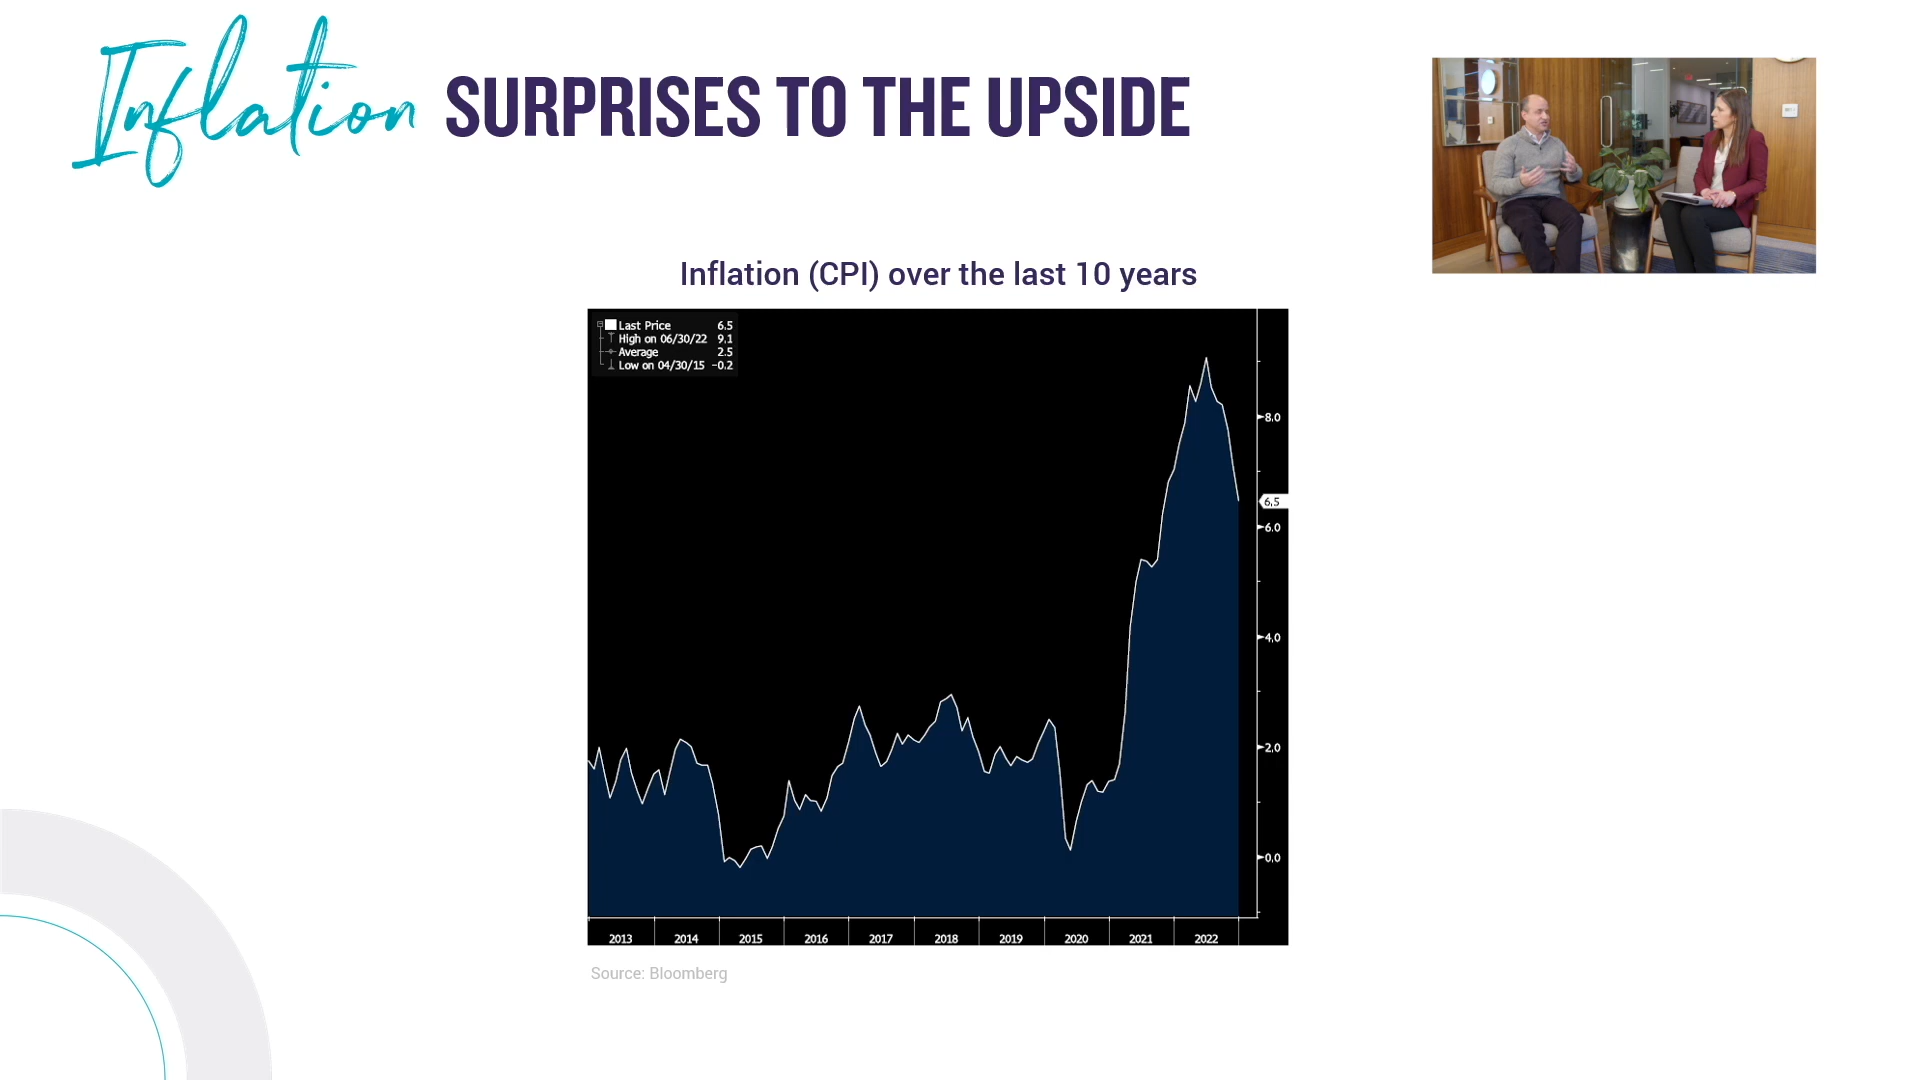 Inflation SURPRISES TO THE UPSIDE
Inflation (CPI) over the last 10 years
Last Price 6.5
High on 06/30/22 9.1
Average 2.5
Low on 04/30/15 -0.2
8.0
6.5
6.0
4.0
2.0
0.0
2013 2014 2015 2016 2017 2018 2019 2020 2021 2022
Source: Bloomberg